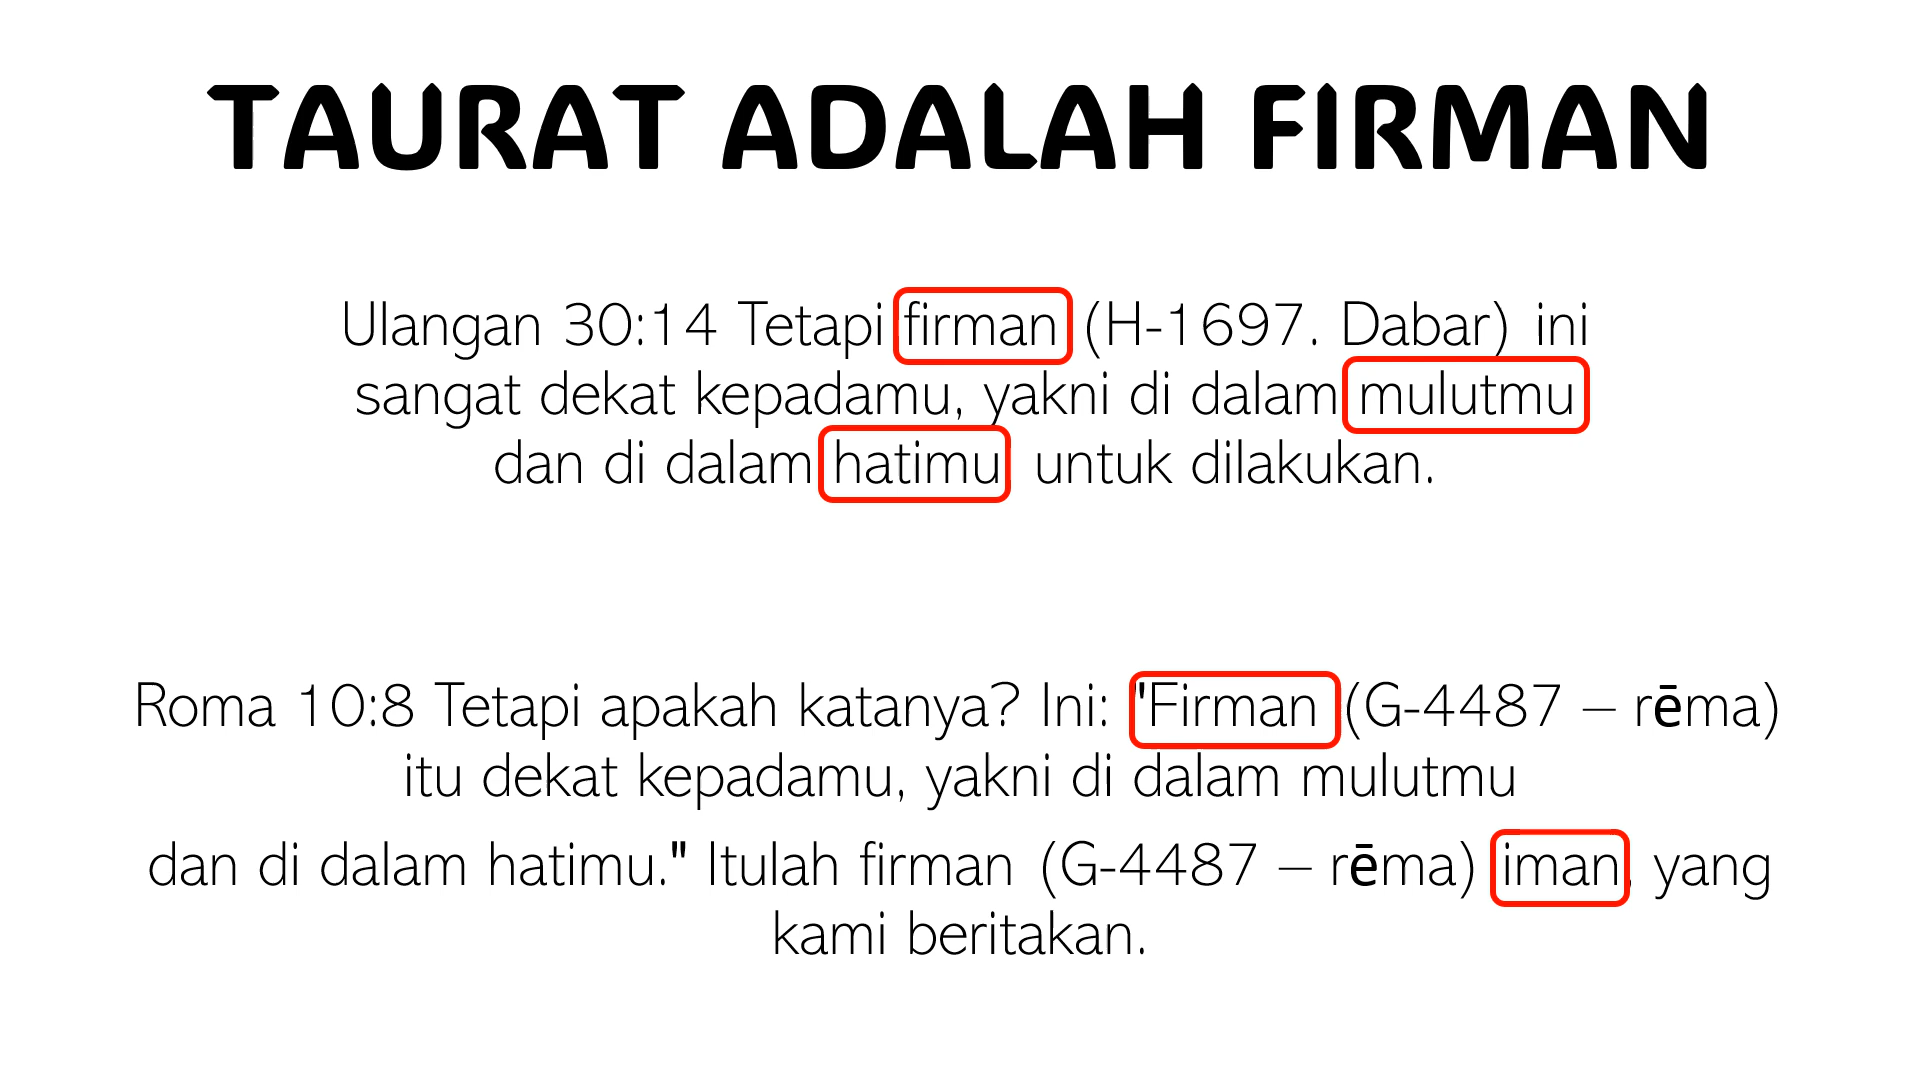 TAURAT ADALAH FIRMAN
Ulangan 30:14 Tetapi firman (H-1697. Dabar) ini
sangat dekat kepadamu, yakni di dalam mulutmu
dan di dalam hatimu, untuk dilakukan.
Roma 10:8 Tetapi apakah katanya? Ini: "Firman (G-4487 – rēma)
itu dekat kepadamu, yakni di dalam mulutmu
dan di dalam hatimu." Itulah firman (G-4487 – rēma) iman, yang
kami beritakan.